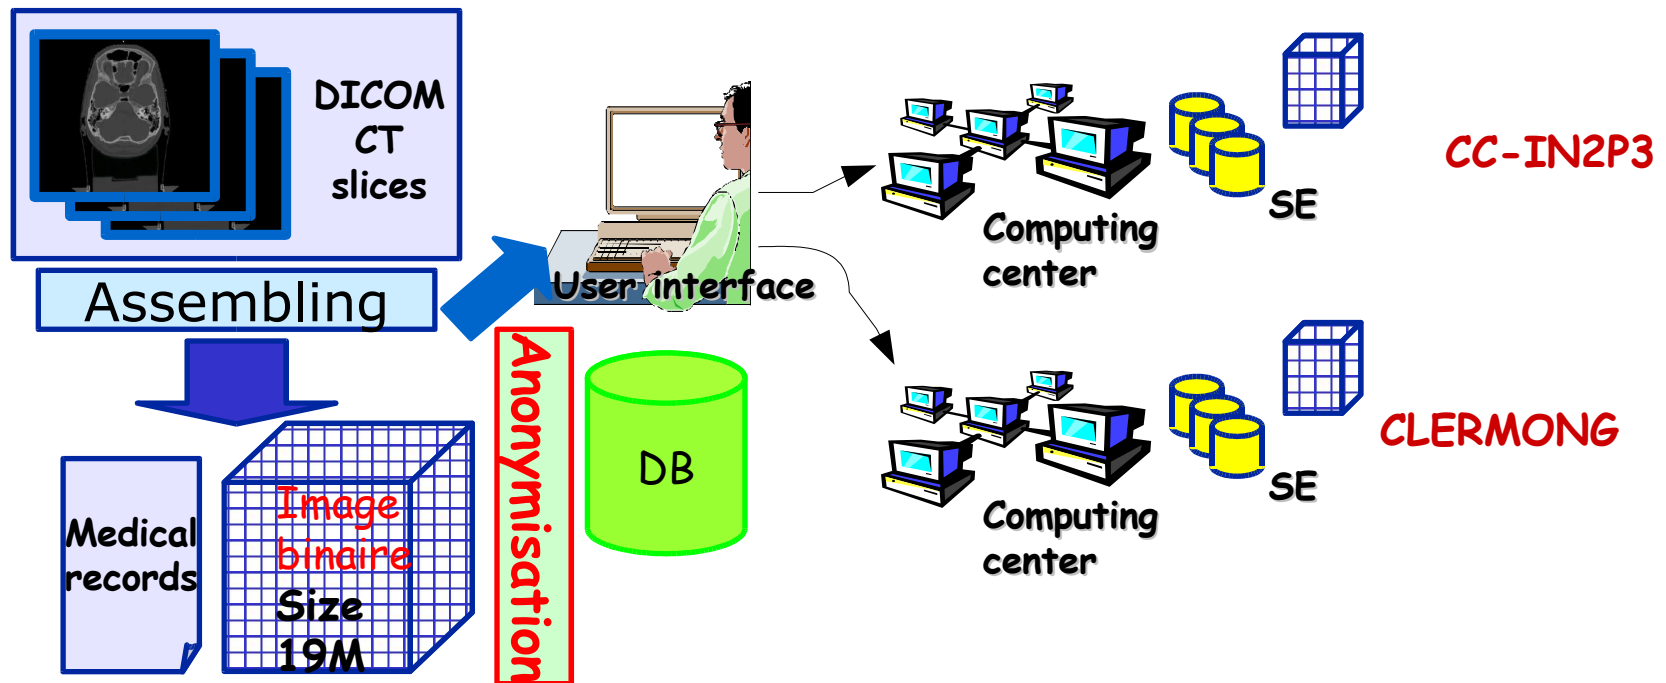 DICOM
CT
slices
Assembling
User interface
Medical
records
Image
binaire
Size
19M
Anonymisation
DB
Computing
center
SE
CC-IN2P3
Computing
center
SE
CLERMONG